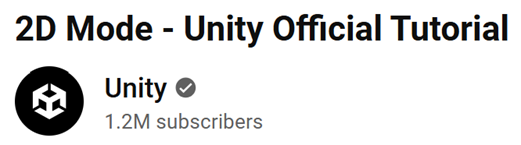 2D Mode - Unity Official Tutorial
Unity
1.2M subscribers